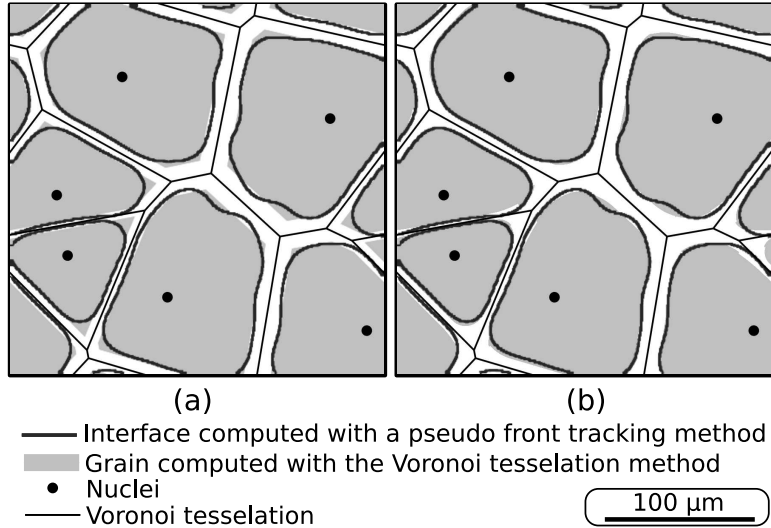 (a) (b)
Interface computed with a pseudo front tracking method
Grain computed with the Voronoi tesselation method
Nuclei
Voronoi tesselation
100 µm